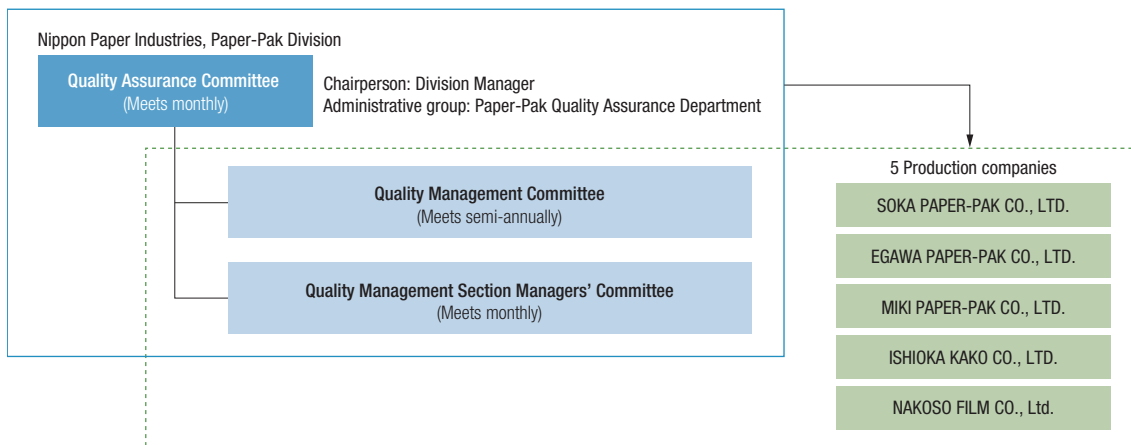 Nippon Paper Industries, Paper-Pak Division
Quality Assurance Committee
(Meets monthly)
Chairperson: Division Manager
Administrative group: Paper-Pak Quality Assurance Department
Quality Management Committee
(Meets semi-annually)
Quality Management Section Managers’ Committee
(Meets monthly)
5 Production companies
SOKA PAPER-PAK CO., LTD.
EGAWA PAPER-PAK CO., LTD.
MIKI PAPER-PAK CO., LTD.
ISHIOKA KAKO CO., LTD.
NAKOSO FILM CO., Ltd.